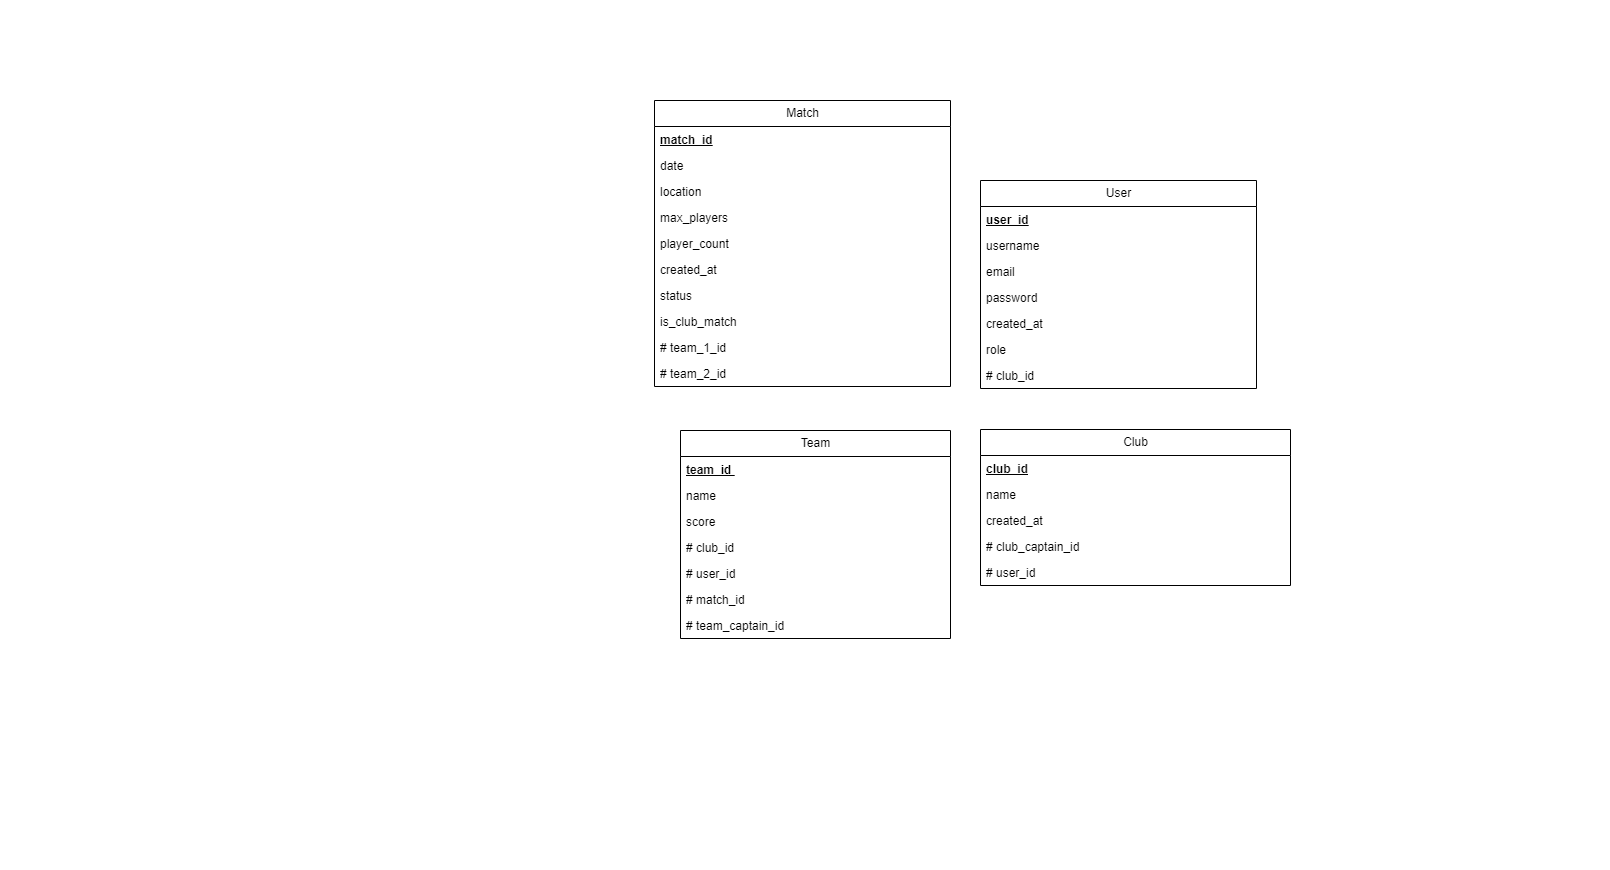 Match
match_id
date
location
max_players
player_count
created_at
status
is_club_match
# team_1_id
# team_2_id
User
user_id
username
email
password
created_at
role
# club_id
Team
team_id
name
score
# club_id
# user_id
# match_id
# team_captain_id
Club
club_id
name
created_at
# club_captain_id
# user_id